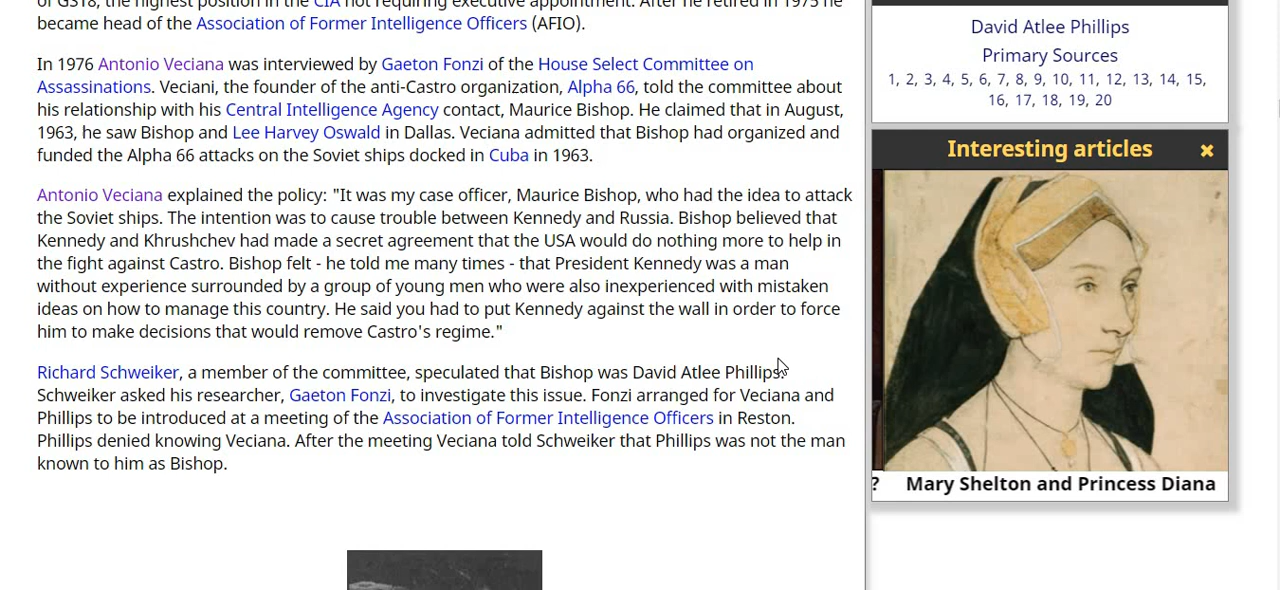 of GS18, the highest position in the CIA not requiring executive appointment. After he retired in 1975 he
became head of the Association of Former Intelligence Officers (AFIO).
In 1976 Antonio Veciana was interviewed by Gaeton Fonzi of the House Select Committee on
Assassinations. Veciani, the founder of the anti-Castro organization, Alpha 66, told the committee about
his relationship with his Central Intelligence Agency contact, Maurice Bishop. He claimed that in August,
1963, he saw Bishop and Lee Harvey Oswald in Dallas. Veciana admitted that Bishop had organized and
funded the Alpha 66 attacks on the Soviet ships docked in Cuba in 1963.
Antonio Veciana explained the policy: "It was my case officer, Maurice Bishop, who had the idea to attack
the Soviet ships. The intention was to cause trouble between Kennedy and Russia. Bishop believed that
Kennedy and Khrushchev had made a secret agreement that the USA would do nothing more to help in
the fight against Castro. Bishop felt - he told me many times - that President Kennedy was a man
without experience surrounded by a group of young men who were also inexperienced with mistaken
ideas on how to manage this country. He said you had to put Kennedy against the wall in order to force
him to make decisions that would remove Castro's regime."
Richard Schweiker, a member of the committee, speculated that Bishop was David Atlee Phillips.
Schweiker asked his researcher, Gaeton Fonzi, to investigate this issue. Fonzi arranged for Veciana and
Phillips to be introduced at a meeting of the Association of Former Intelligence Officers in Reston.
Phillips denied knowing Veciana. After the meeting Veciana told Schweiker that Phillips was not the man
known to him as Bishop.
David Atlee Phillips
Primary Sources
1, 2, 3, 4, 5, 6, 7, 8, 9, 10, 11, 12, 13, 14, 15,
16, 17, 18, 19, 20
Interesting articles ×
? Mary Shelton and Princess Diana